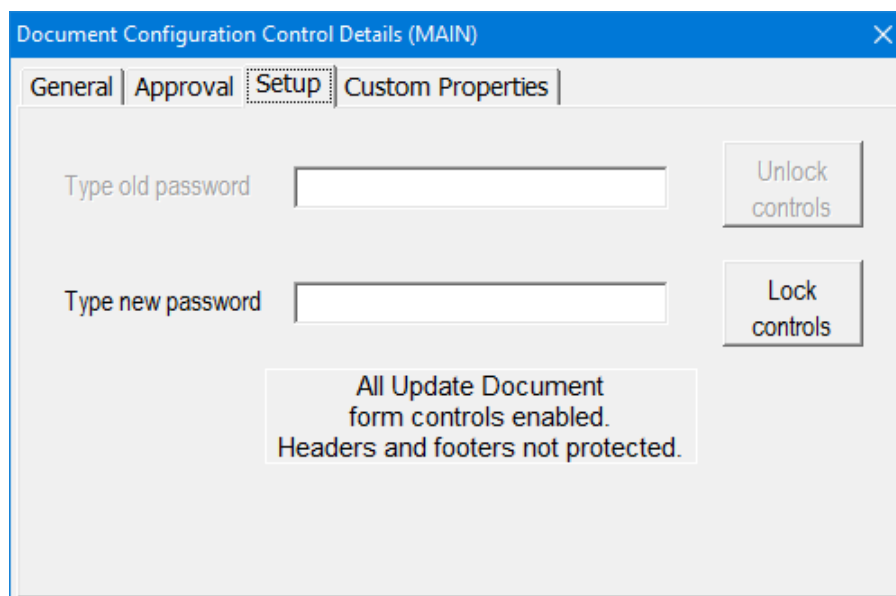 Document Configuration Control Details (MAIN)
General Approval Setup Custom Properties
Type old password
Unlock
controls
Type new password
Lock
controls
All Update Document
form controls enabled.
Headers and footers not protected.